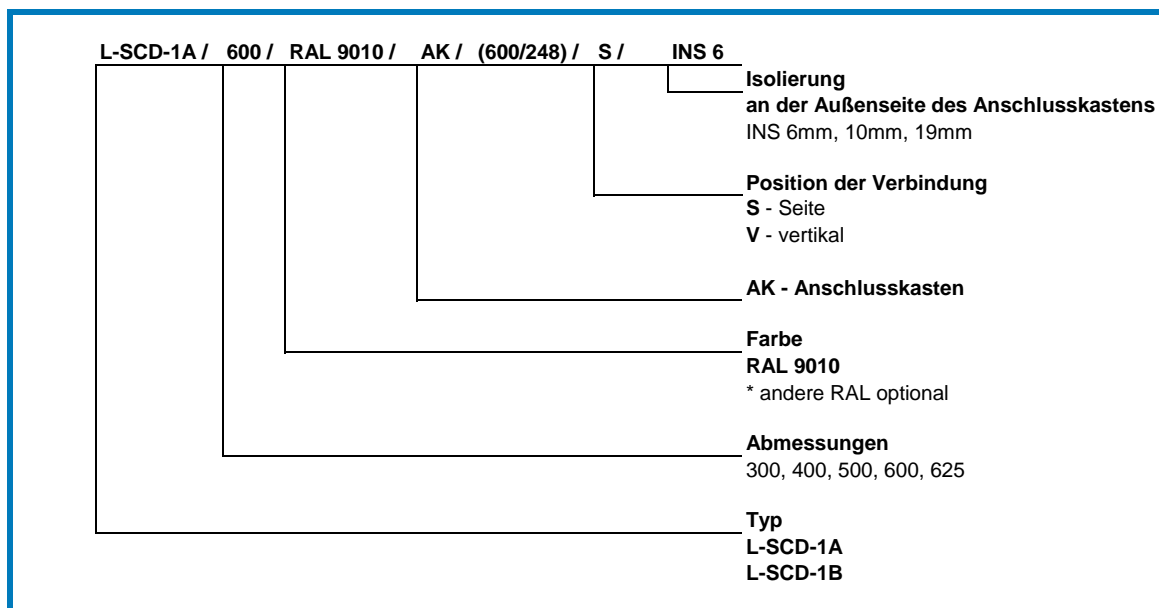 L-SCD-1A / 600 / RAL 9010 / AK / (600/248) / S / INS 6
Isolierung
an der Außenseite des Anschlusskastens
INS 6mm, 10mm, 19mm
Position der Verbindung
S - Seite
V - vertikal
AK - Anschlusskasten
Farbe
RAL 9010
* andere RAL optional
Abmessungen
300, 400, 500, 600, 625
Typ
L-SCD-1A
L-SCD-1B